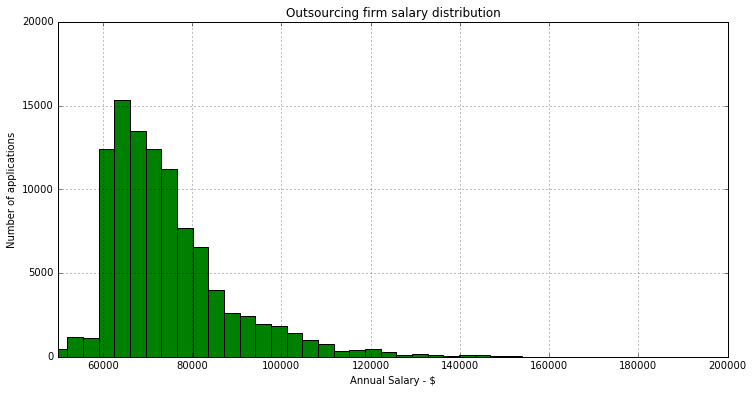 Outsourcing firm salary distribution
20000
15000
10000
5000
0
Number of applications
60000 80000 100000 120000 140000 160000 180000 200000
Annual Salary - $